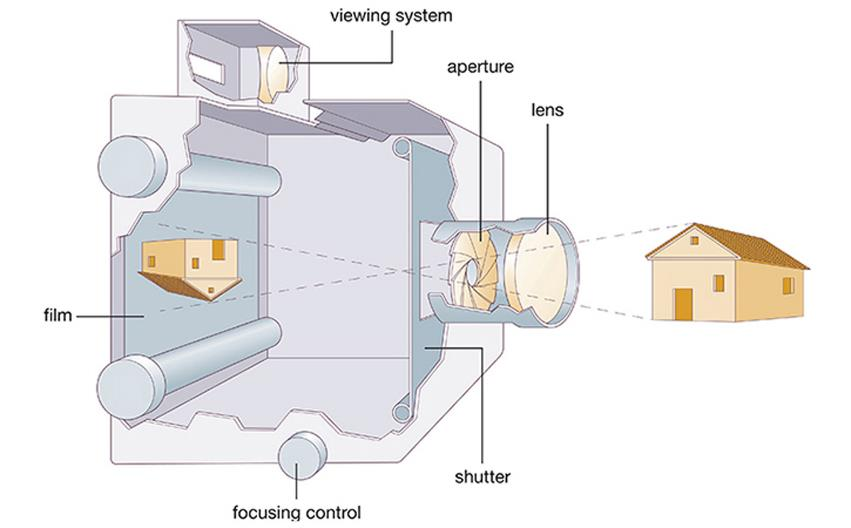 viewing system
aperture
lens
film
shutter
focusing control